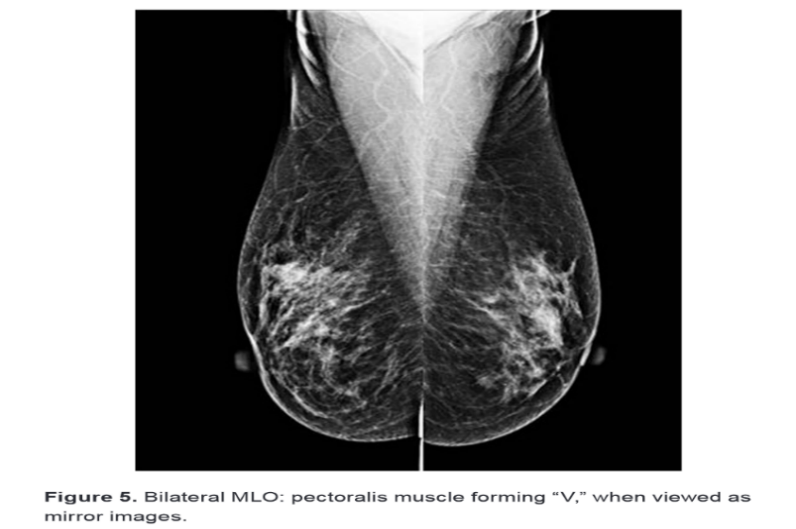 Figure 5. Bilateral MLO: pectoralis muscle forming “V,” when viewed as
mirror images.